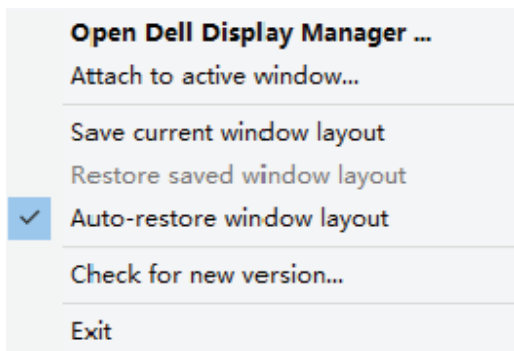 Open Dell Display Manager ...
Attach to active window...
Save current window layout
Restore saved window layout
Auto-restore window layout
Check for new version...
Exit